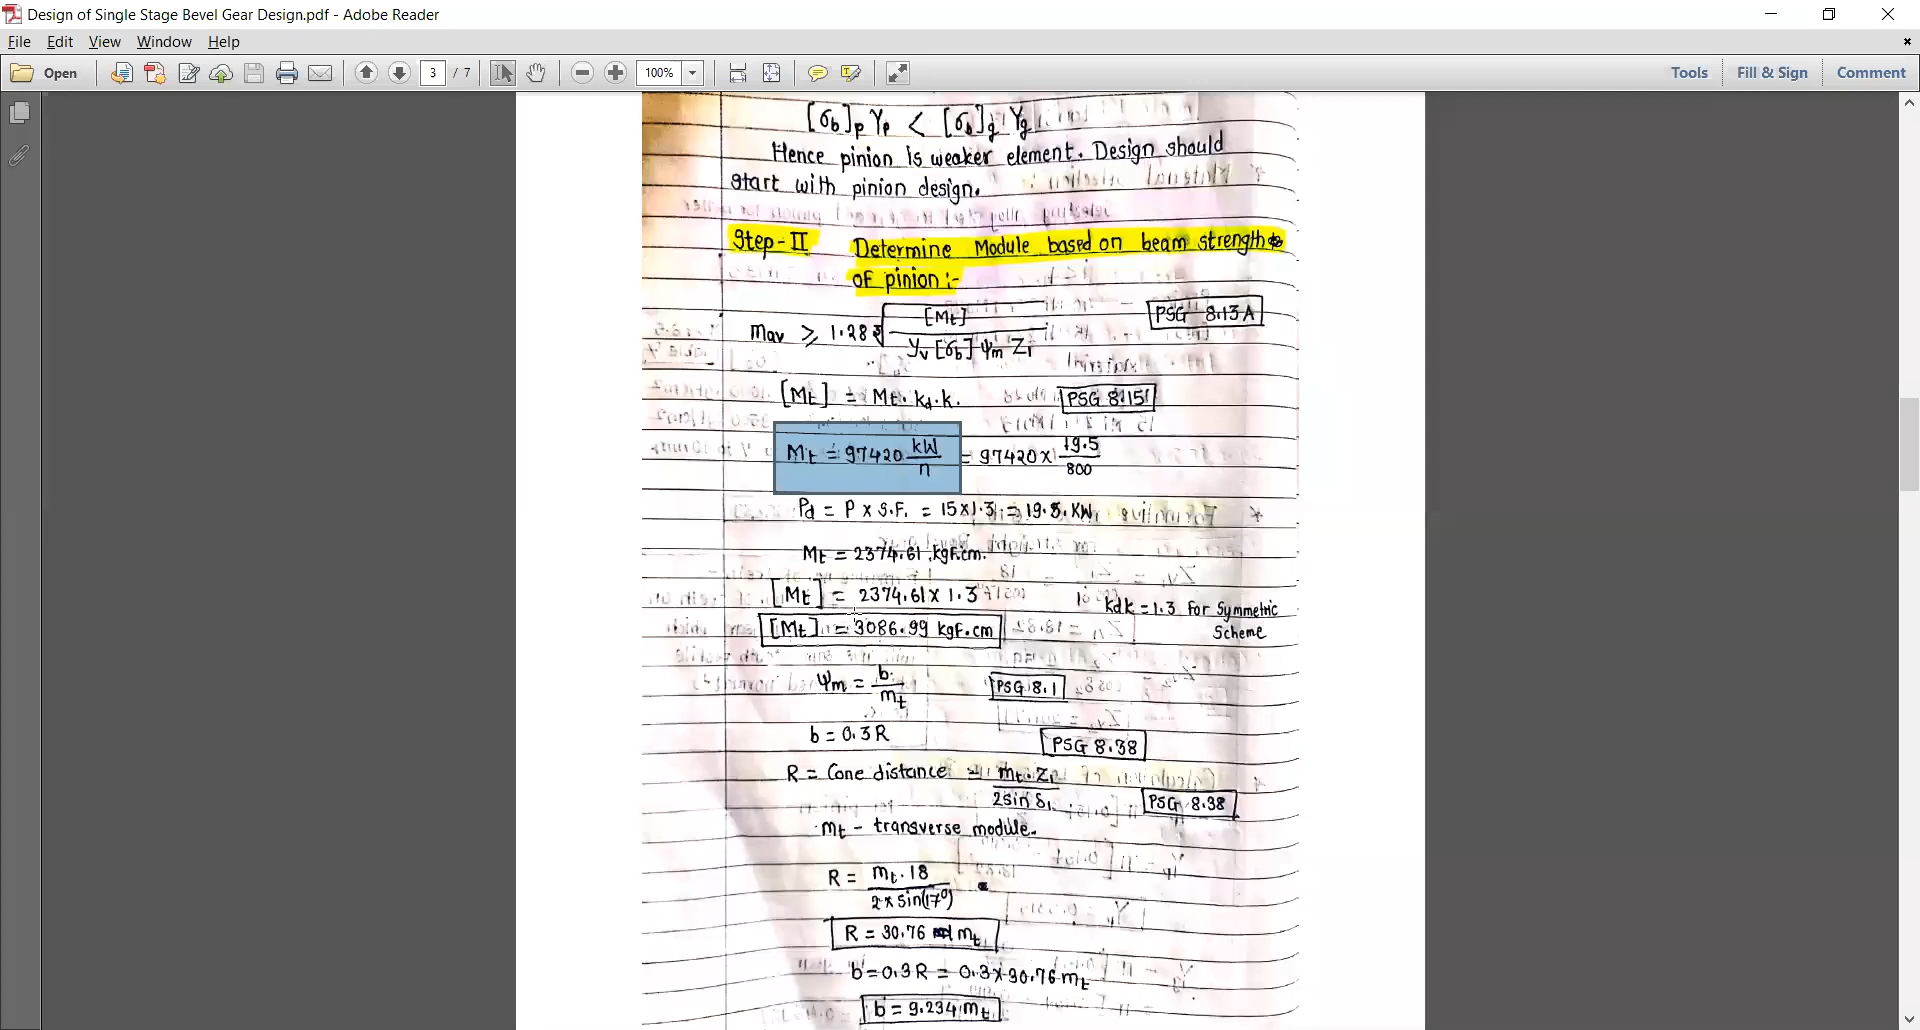 Design of Single Stage Bevel Gear Design.pdf - Adobe Reader
File Edit View Window Help
Open 3 / 7 100% Tools Fill & Sign Comment
[σb]p Yp < [σb]g Yg
Hence pinion is weaker element. Design should
start with pinion design.
Step-II Determine Module based on beam strength
of pinion :-
mav ≥ 1.28 ∛([Mt] / yv [σb] ψm Z1) PSG 8.13A
[Mt] = Mt. kd. k. PSG 8.15
Mt = 97420 kW/n = 97420 x 19.5/800
Pd = P x S.F. = 15 x 1.3 = 19.5 KW
Mt = 2374.61 kgf.cm.
[Mt] = 2374.61 x 1.3
kdk = 1.3 For Symmetric
Scheme
[Mt] = 3086.99 kgf.cm
ψm = b/mt PSG 8.1
b = 0.3 R
PSG 8.38
R = Cone distance = mt. Z1 / 2sin δ1 PSG 8.38
mt - transverse module.
R = mt. 18 / 2 x sin(17°)
R = 30.76 mt
b = 0.3 R = 0.3 x 30.76 mt
b = 9.234 mt